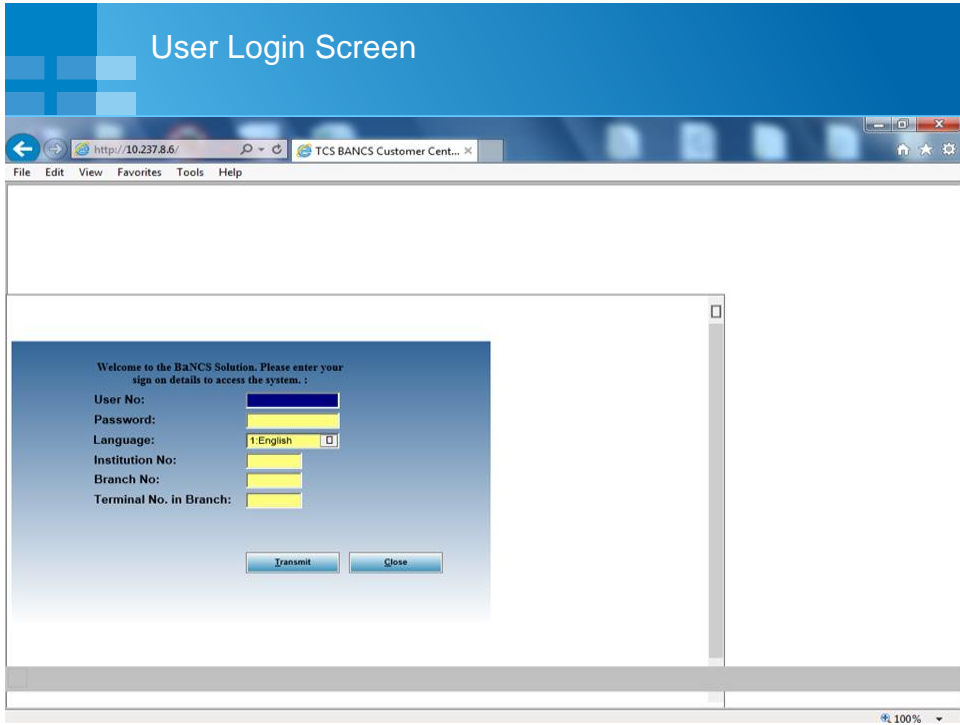 User Login Screen
http://10.237.8.6/
TCS BANCS Customer Cent...
File Edit View Favorites Tools Help
Welcome to the BaNCS Solution. Please enter your
sign on details to access the system. :
User No:
Password:
Language: 1:English
Institution No:
Branch No:
Terminal No. in Branch:
Transmit Close
100%